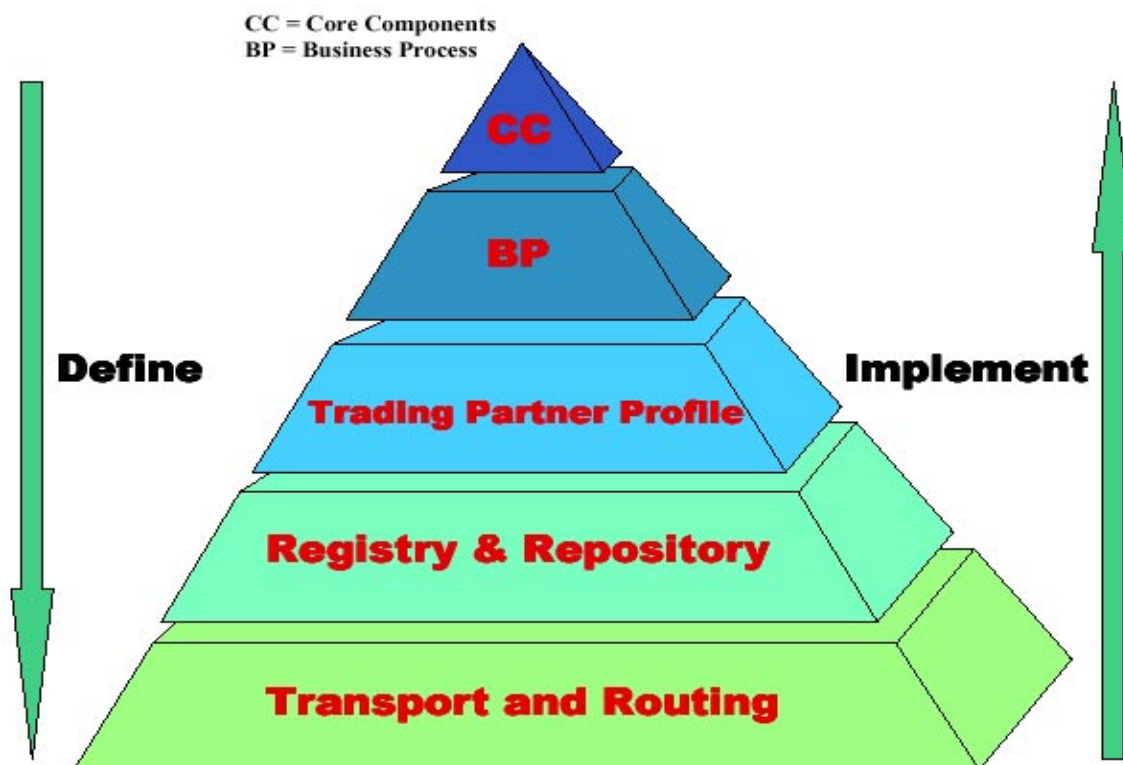 CC = Core Components
BP = Business Process
CC
BP
Define
Implement
Trading Partner Profile
Registry & Repository
Transport and Routing